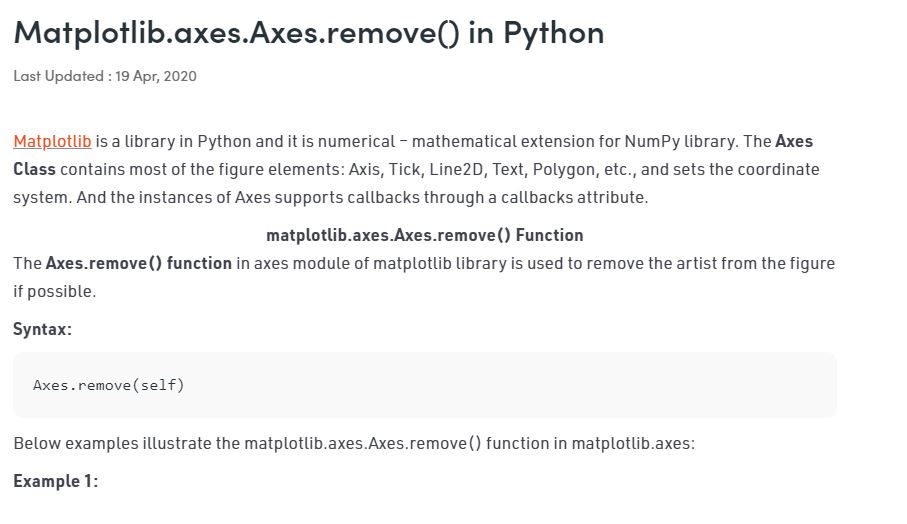 Matplotlib.axes.Axes.remove() in Python
Last Updated : 19 Apr, 2020
Matplotlib is a library in Python and it is numerical – mathematical extension for NumPy library. The Axes
Class contains most of the figure elements: Axis, Tick, Line2D, Text, Polygon, etc., and sets the coordinate
system. And the instances of Axes supports callbacks through a callbacks attribute.
matplotlib.axes.Axes.remove() Function
The Axes.remove() function in axes module of matplotlib library is used to remove the artist from the figure
if possible.
Syntax:
Axes.remove(self)
Below examples illustrate the matplotlib.axes.Axes.remove() function in matplotlib.axes:
Example 1: